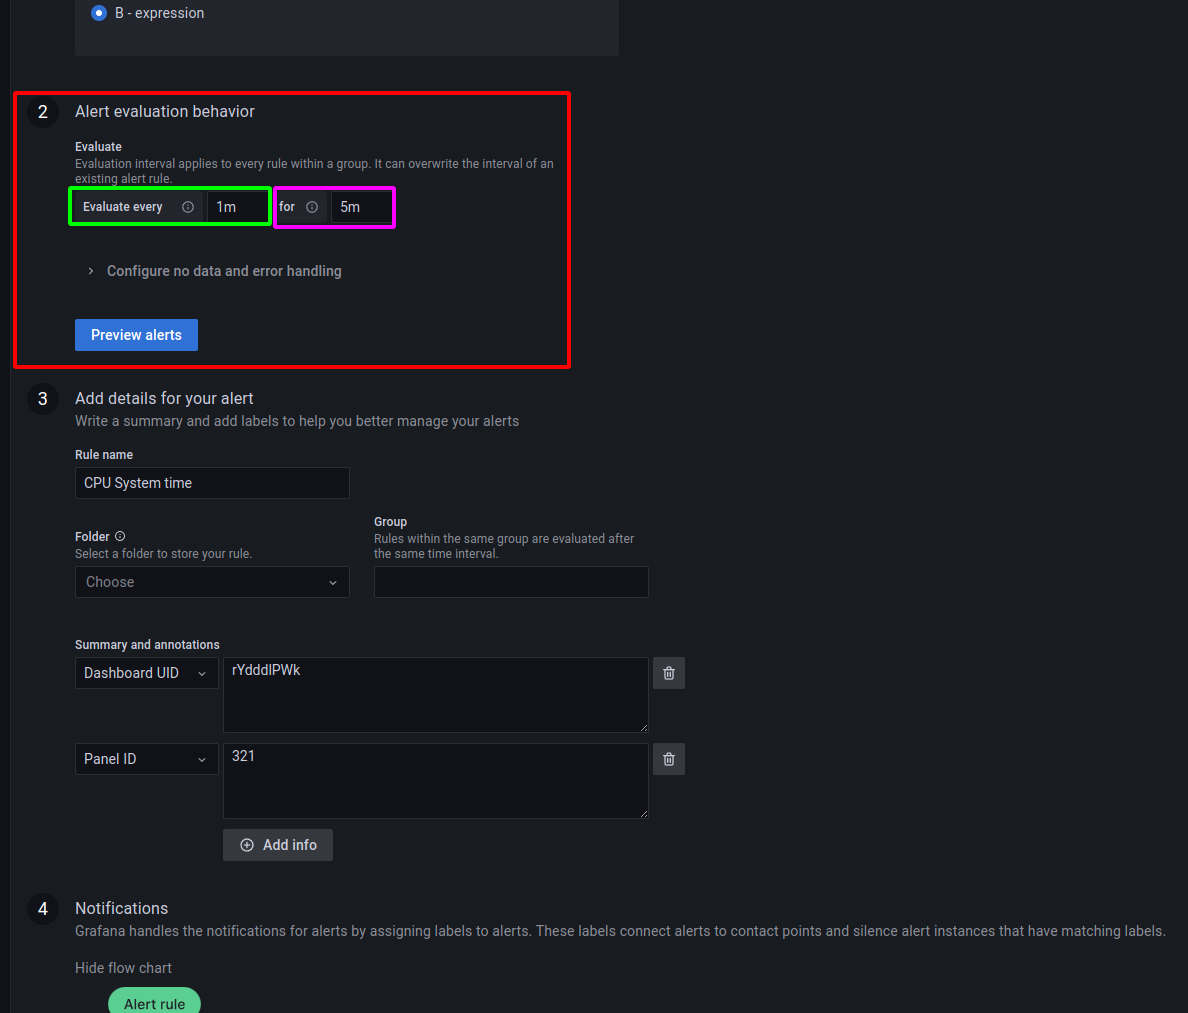 B - expression
2
Alert evaluation behavior
Evaluate
Evaluation interval applies to every rule within a group. It can overwrite the interval of an
existing alert rule.
Evaluate every 1m for 5m
Configure no data and error handling
Preview alerts
3
Add details for your alert
Write a summary and add labels to help you better manage your alerts
Rule name
CPU System time
Folder
Select a folder to store your rule.
Choose
Group
Rules within the same group are evaluated after
the same time interval.
Summary and annotations
Dashboard UID
rYdddlPWk
Panel ID
321
Add info
4
Notifications
Grafana handles the notifications for alerts by assigning labels to alerts. These labels connect alerts to contact points and silence alert instances that have matching labels.
Hide flow chart
Alert rule